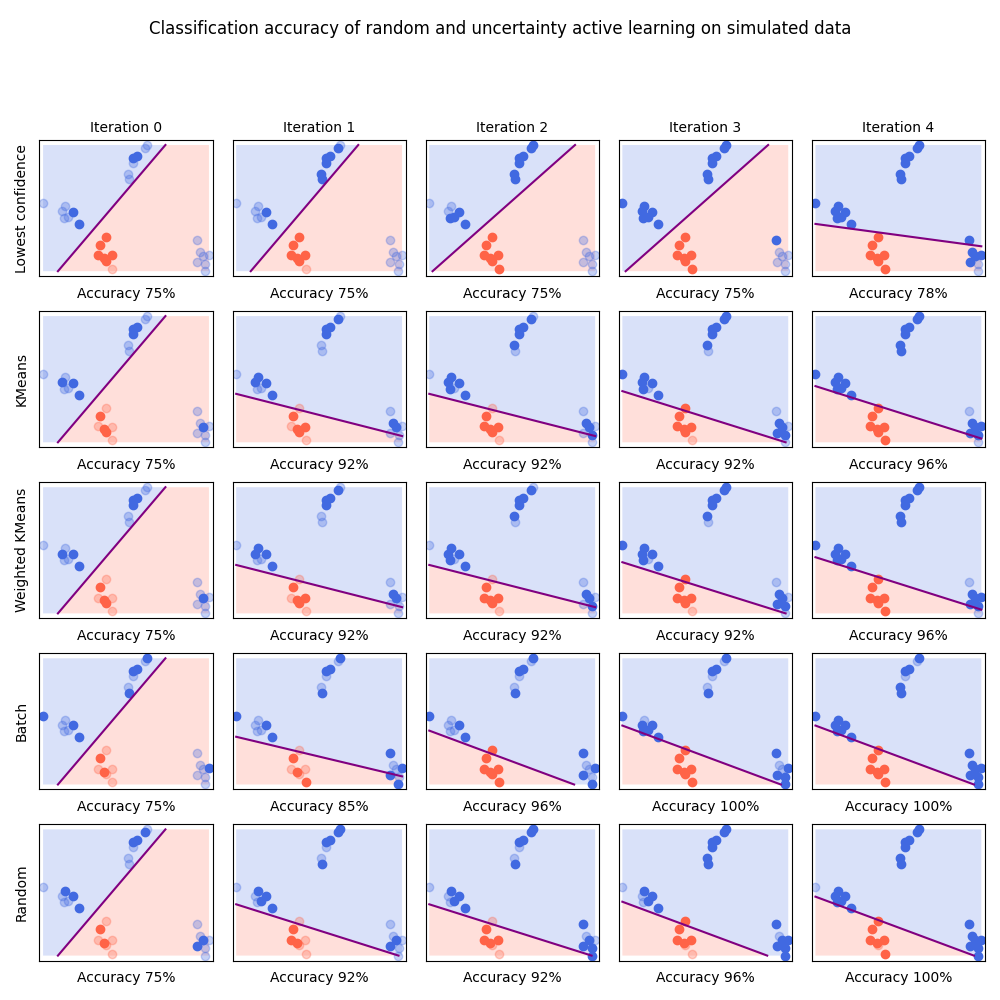 Classification accuracy of random and uncertainty active learning on simulated data
Iteration 0
Iteration 1
Iteration 2
Iteration 3
Iteration 4
Lowest confidence
Accuracy 75%
Accuracy 75%
Accuracy 75%
Accuracy 75%
Accuracy 78%
KMeans
Accuracy 75%
Accuracy 92%
Accuracy 92%
Accuracy 92%
Accuracy 96%
Weighted KMeans
Accuracy 75%
Accuracy 92%
Accuracy 92%
Accuracy 92%
Accuracy 96%
Batch
Accuracy 75%
Accuracy 85%
Accuracy 96%
Accuracy 100%
Accuracy 100%
Random
Accuracy 75%
Accuracy 92%
Accuracy 92%
Accuracy 96%
Accuracy 100%